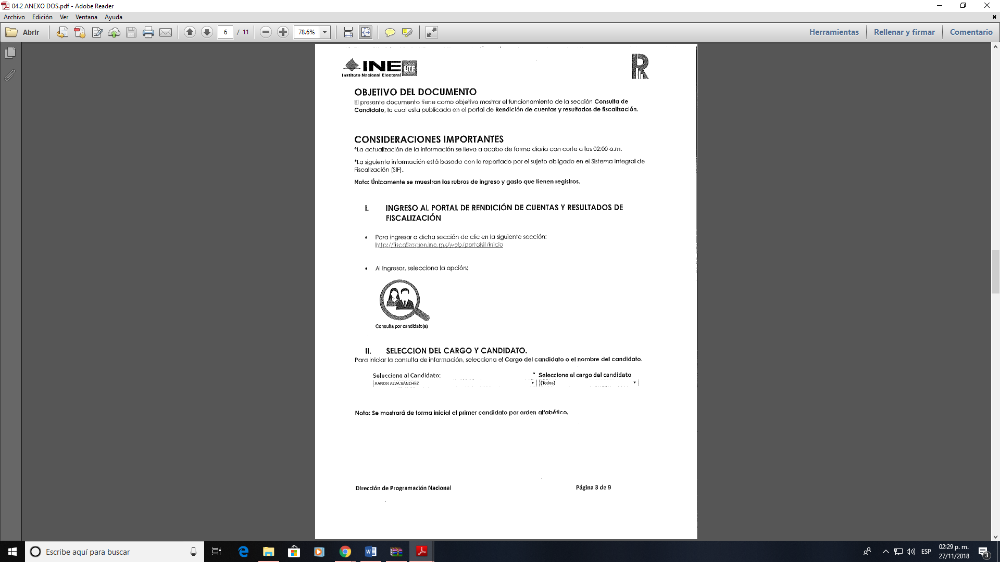 04.2 ANEXO DOS.pdf - Adobe Reader
Archivo Edición Ver Ventana Ayuda
Abrir 6 / 11 78.6% Herramientas Rellenar y firmar Comentario
INE UTF
Instituto Nacional Electoral
R
OBJETIVO DEL DOCUMENTO
El presente documento tiene como objetivo mostrar el funcionamiento de la sección Consulta de
Candidato, la cual esta publicada en el portal de Rendición de cuentas y resultados de fiscalización.
CONSIDERACIONES IMPORTANTES
*La actualización de la información se lleva a acabo de forma diaria con corte a las 02:00 a.m.
*La siguiente información está basada con lo reportado por el sujeto obligado en el Sistema Integral de
Fiscalización (SIF).
Nota: Únicamente se muestran los rubros de ingreso y gasto que tienen registros.
I. INGRESO AL PORTAL DE RENDICIÓN DE CUENTAS Y RESULTADOS DE
FISCALIZACIÓN
• Para ingresar a dicha sección de clic en la siguiente sección:
http://fiscalizacion.ine.mx/web/portalsif/inicio
• Al ingresar, selecciona la opción:
Consulta por candidato(a)
II. SELECCION DEL CARGO Y CANDIDATO.
Para iniciar la consulta de información, selecciona el Cargo del candidato o el nombre del candidato.
Seleccione al Candidato: Seleccione el cargo del candidato
AARON ALVA SANCHEZ (Todos)
Nota: Se mostrará de forma inicial el primer candidato por orden alfabético.
Dirección de Programación Nacional Página 3 de 9
Escribe aquí para buscar
ESP
02:29 p. m.
27/11/2018
3